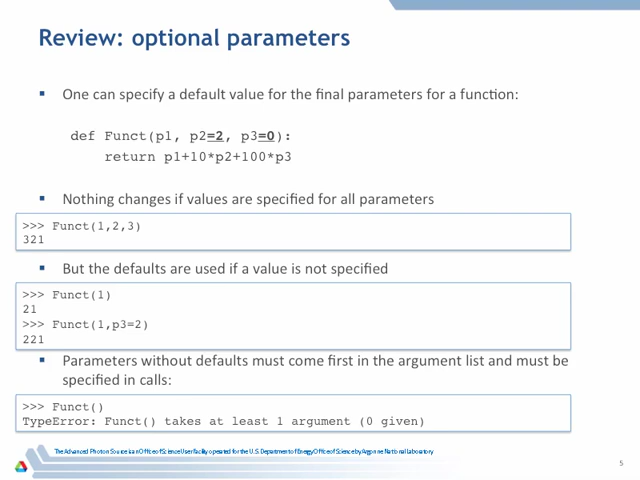 Review: optional parameters
▪ One can specify a default value for the final parameters for a function:
def Funct(p1, p2=2, p3=0):
return p1+10*p2+100*p3
▪ Nothing changes if values are specified for all parameters
>>> Funct(1,2,3)
321
▪ But the defaults are used if a value is not specified
>>> Funct(1)
21
>>> Funct(1,p3=2)
221
▪ Parameters without defaults must come first in the argument list and must be
specified in calls:
>>> Funct()
TypeError: Funct() takes at least 1 argument (0 given)
The Advanced Photon Source is an Office of Science User Facility operated for the U.S. Department of Energy Office of Science by Argonne National Laboratory
5